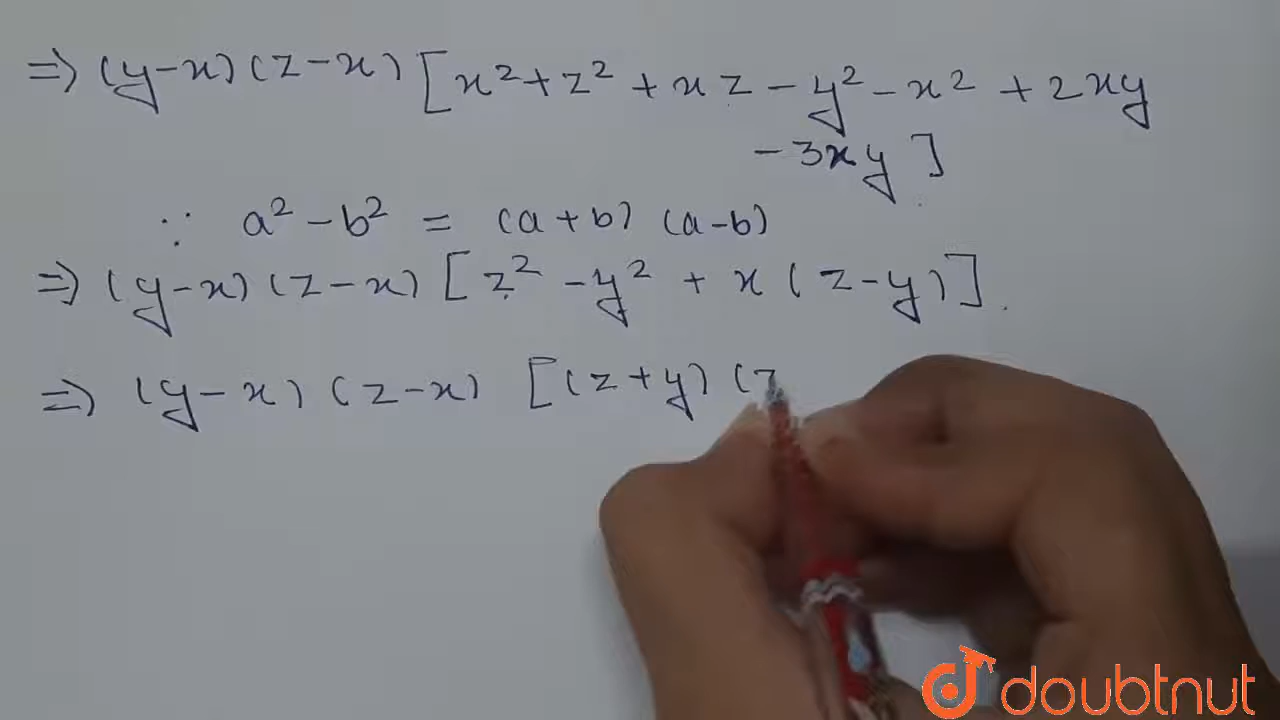 ⇒ (y-x) (z-x) [x² + z² + xz - y² - x² + 2xy
- 3xy ]
∵ a² - b² = (a+b) (a-b)
⇒ (y-x) (z-x) [z² - y² + x (z-y)]
⇒ (y-x) (z-x) [(z+y) (z
doubtnut